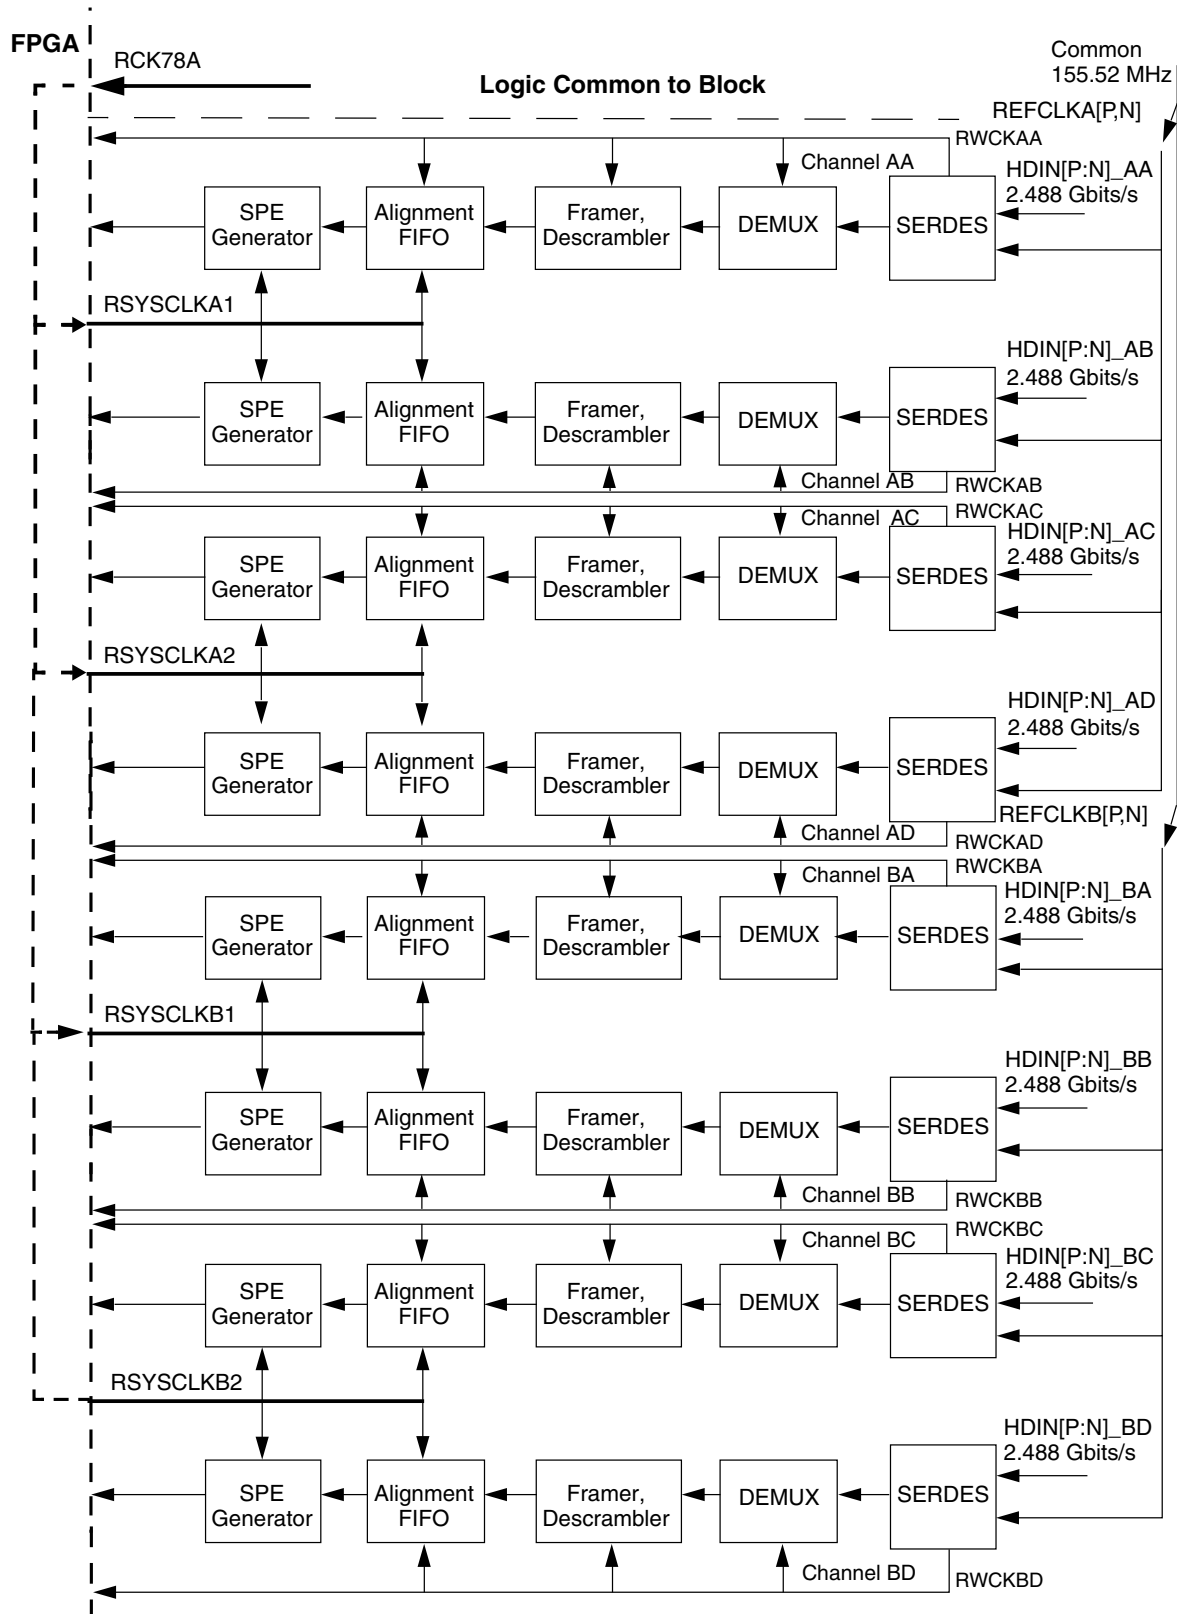 FPGA
RCK78A
Logic Common to Block
Common
155.52 MHz
REFCLKA[P,N]
RWCKAA
Channel AA
HDIN[P:N]_AA
2.488 Gbits/s
SPE
Generator
Alignment
FIFO
Framer,
Descrambler
DEMUX
SERDES
RSYSCLKA1
HDIN[P:N]_AB
2.488 Gbits/s
SPE
Generator
Alignment
FIFO
Framer,
Descrambler
DEMUX
SERDES
Channel AB
RWCKAB
RWCKAC
Channel AC
HDIN[P:N]_AC
2.488 Gbits/s
SPE
Generator
Alignment
FIFO
Framer,
Descrambler
DEMUX
SERDES
RSYSCLKA2
HDIN[P:N]_AD
2.488 Gbits/s
SPE
Generator
Alignment
FIFO
Framer,
Descrambler
DEMUX
SERDES
REFCLKB[P,N]
Channel AD
RWCKAD
RWCKBA
Channel BA
HDIN[P:N]_BA
2.488 Gbits/s
SPE
Generator
Alignment
FIFO
Framer,
Descrambler
DEMUX
SERDES
RSYSCLKB1
HDIN[P:N]_BB
2.488 Gbits/s
SPE
Generator
Alignment
FIFO
Framer,
Descrambler
DEMUX
SERDES
Channel BB
RWCKBB
RWCKBC
Channel BC
HDIN[P:N]_BC
2.488 Gbits/s
SPE
Generator
Alignment
FIFO
Framer,
Descrambler
DEMUX
SERDES
RSYSCLKB2
HDIN[P:N]_BD
2.488 Gbits/s
SPE
Generator
Alignment
FIFO
Framer,
Descrambler
DEMUX
SERDES
Channel BD
RWCKBD